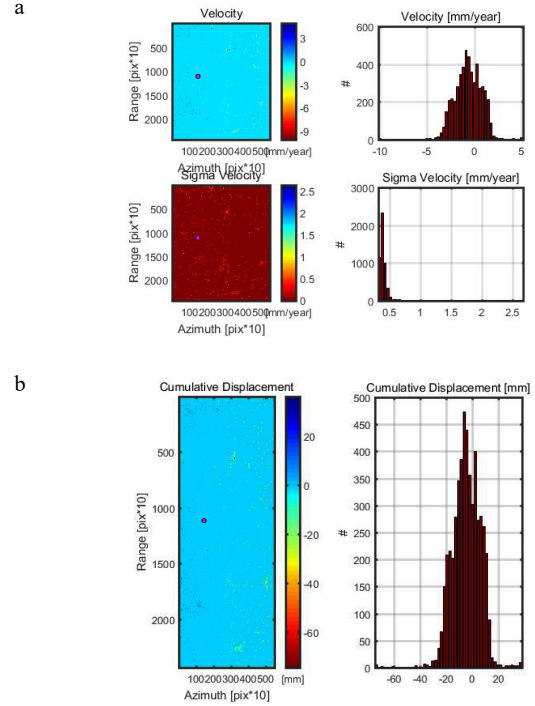 a
Velocity
500
1000
1500
2000
Range [pix*10]
100200300400500
Azimuth [pix*10]
3
0
-3
-6
-9
[mm/year]
Velocity [mm/year]
600
400
200
0
#
-10 -5 0 5
Sigma Velocity
500
1000
1500
2000
Range [pix*10]
100200300400500
Azimuth [pix*10]
2.5
2
1.5
1
0.5
0
[mm/year]
Sigma Velocity [mm/year]
3000
2000
1000
0
#
0.5 1 1.5 2 2.5
b
Cumulative Displacement
500
1000
1500
2000
Range [pix*10]
100200300400500
Azimuth [pix*10]
20
0
-20
-40
-60
[mm]
Cumulative Displacement [mm]
500
450
400
350
300
250
200
150
100
50
0
#
-60 -40 -20 0 20